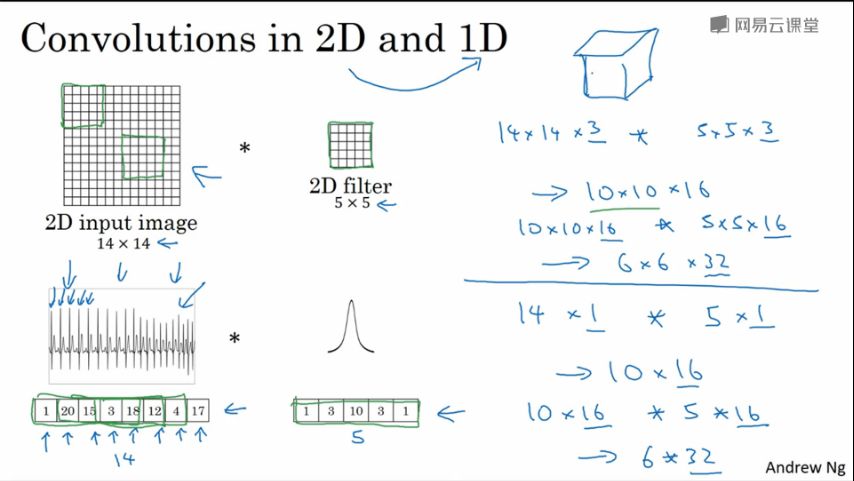 Convolutions in 2D and 1D
网易云课堂
*
2D filter
5 × 5
2D input image
14 × 14
14×14×3 * 5×5×3
→ 10×10×16
10×10×16 * 5×5×16
→ 6×6×32
*
1 20 15 3 18 12 4 17
14
1 3 10 3 1
5
14 ×1 * 5 ×1
→ 10×16
10×16 * 5*16
→ 6*32
Andrew Ng